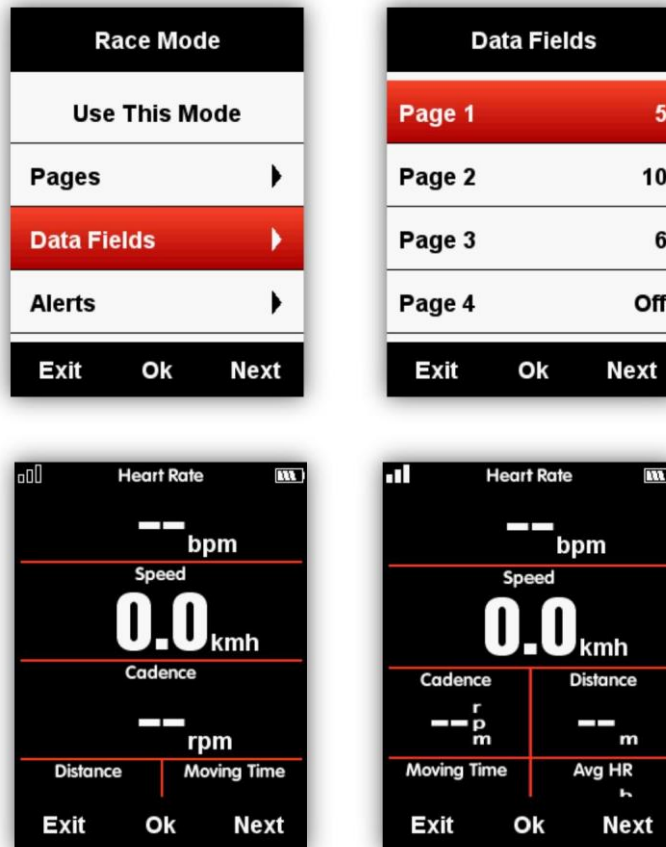 Race Mode
Use This Mode
Pages
Data Fields
Alerts
Exit Ok Next
Data Fields
Page 1 5
Page 2 10
Page 3 6
Page 4 Off
Exit Ok Next
Heart Rate
-- bpm
Speed
0.0 kmh
Cadence
-- rpm
Distance Moving Time
Exit Ok Next
Heart Rate
-- bpm
Speed
0.0 kmh
Cadence Distance
-- rpm -- m
Moving Time Avg HR
Exit Ok Next